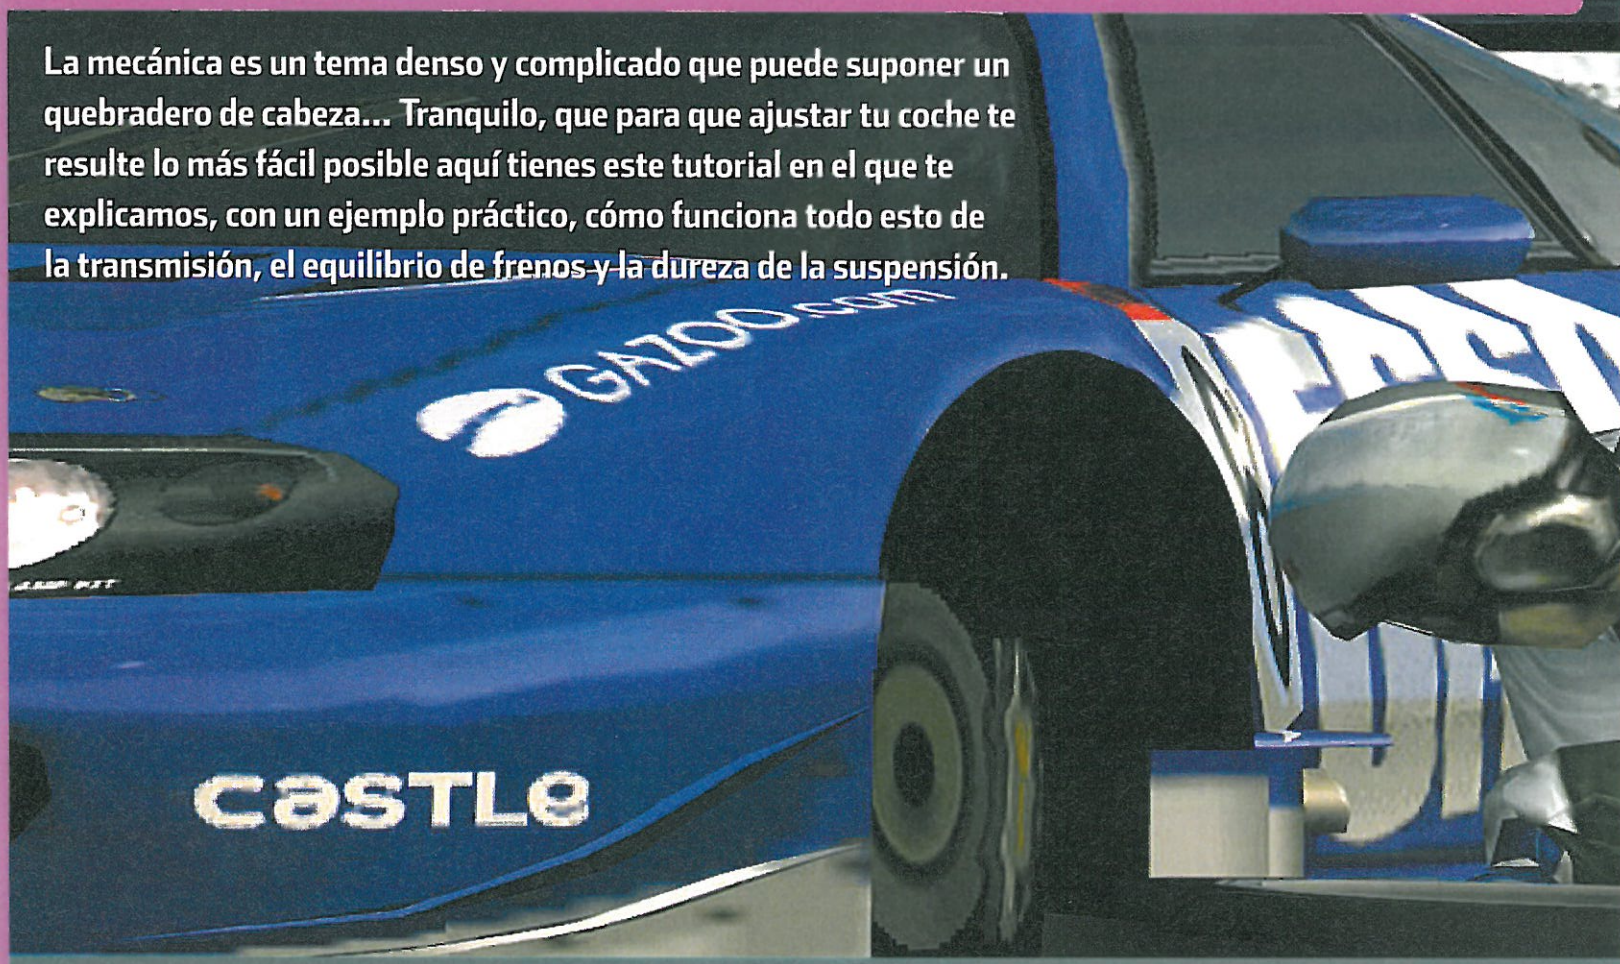 La mecánica es un tema denso y complicado que puede suponer un
quebradero de cabeza... Tranquilo, que para que ajustar tu coche te
resulte lo más fácil posible aquí tienes este tutorial en el que te
explicamos, con un ejemplo práctico, cómo funciona todo esto de
la transmisión, el equilibrio de frenos y la dureza de la suspensión.
GAZOO.com
CaSTLe